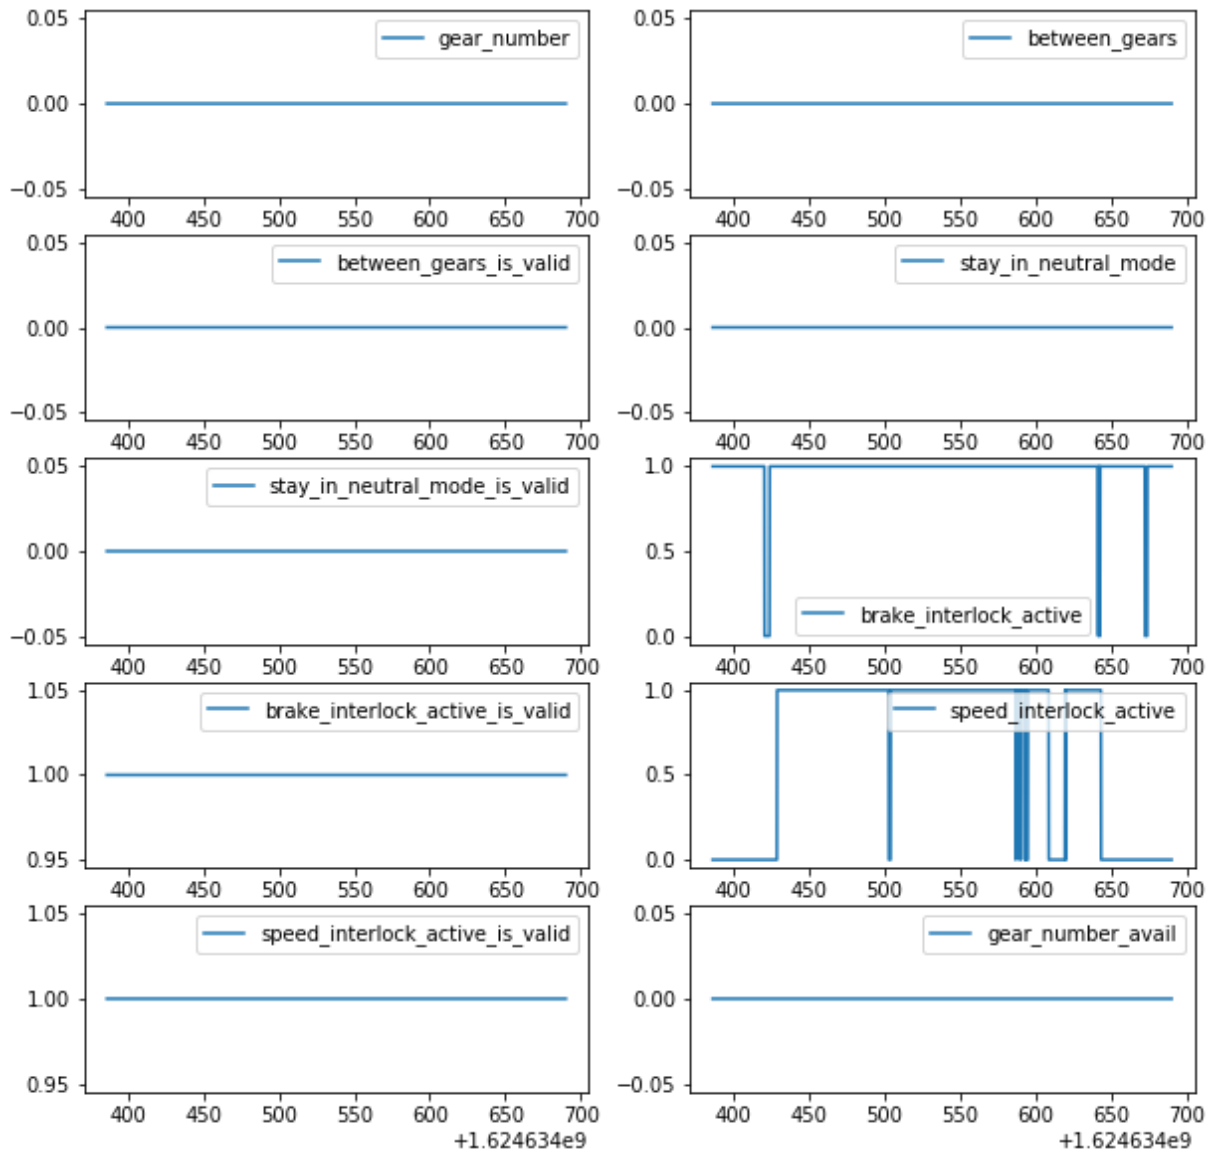 0.05
gear_number
0.00
−0.05
400 450 500 550 600 650 700
0.05
between_gears
0.00
−0.05
400 450 500 550 600 650 700
0.05
between_gears_is_valid
0.00
−0.05
400 450 500 550 600 650 700
0.05
stay_in_neutral_mode
0.00
−0.05
400 450 500 550 600 650 700
0.05
stay_in_neutral_mode_is_valid
0.00
−0.05
400 450 500 550 600 650 700
1.0
0.5
brake_interlock_active
0.0
400 450 500 550 600 650 700
1.05
brake_interlock_active_is_valid
1.00
0.95
400 450 500 550 600 650 700
1.0
speed_interlock_active
0.5
0.0
400 450 500 550 600 650 700
1.05
speed_interlock_active_is_valid
1.00
0.95
400 450 500 550 600 650 700
+1.624634e9
0.05
gear_number_avail
0.00
−0.05
400 450 500 550 600 650 700
+1.624634e9